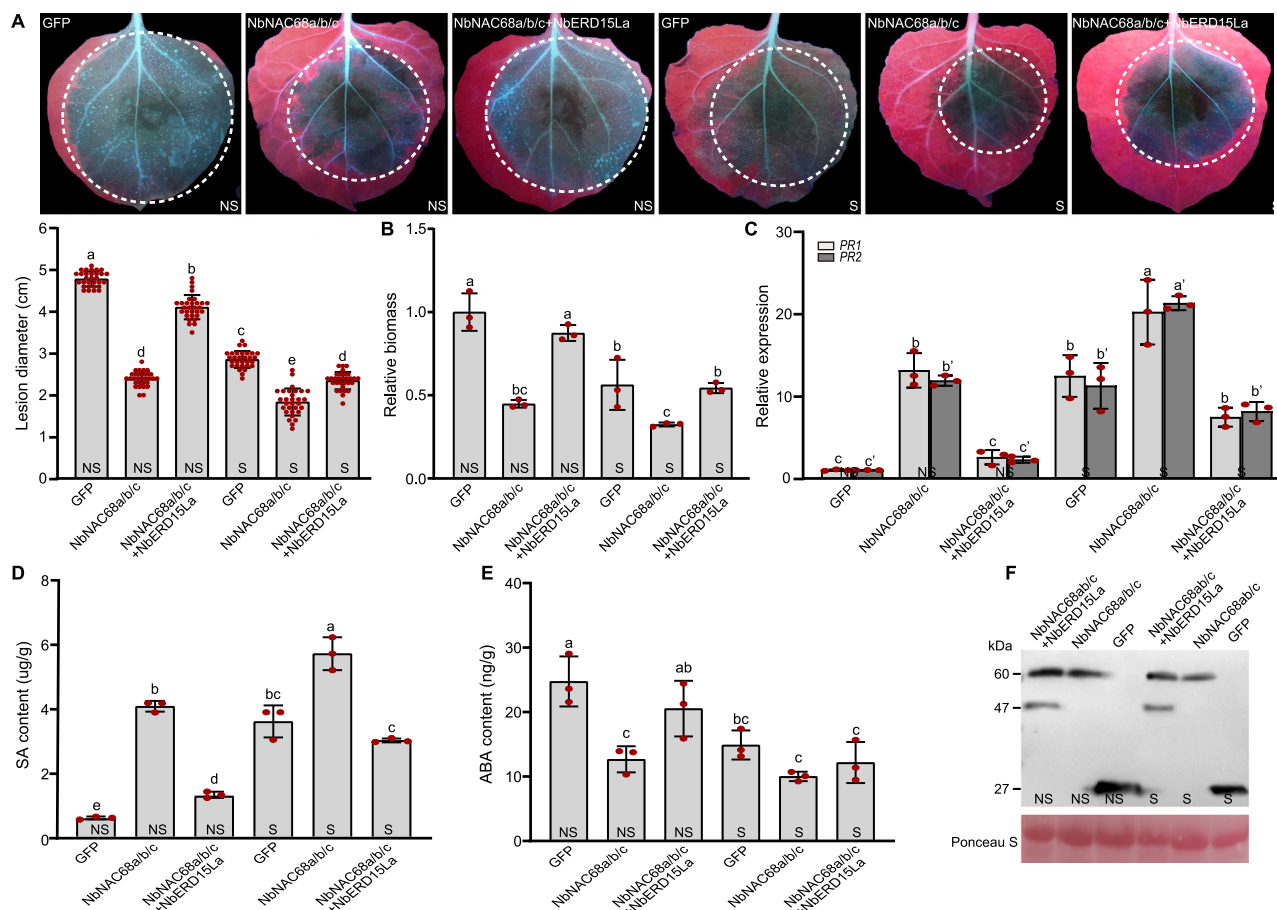 A
GFP
NbNAC68a/b/c
NbNAC68a/b/c+NbERD15La
GFP
NbNAC68a/b/c
NbNAC68a/b/c+NbERD15La
NS
NS
NS
S
S
S
Lesion diameter (cm)
6
5
4
3
2
1
0
a
d
b
c
e
d
NS
NS
NS
S
S
S
GFP
NbNAC68a/b/c
NbNAC68a/b/c
+NbERD15La
GFP
NbNAC68a/b/c
NbNAC68a/b/c
+NbERD15La
B
Relative biomass
1.5
1.0
0.5
0.0
a
bc
a
b
c
b
NS
NS
NS
S
S
S
GFP
NbNAC68a/b/c
NbNAC68a/b/c
+NbERD15La
GFP
NbNAC68a/b/c
NbNAC68a/b/c
+NbERD15La
C
Relative expression
PR1
PR2
30
20
10
0
c
c’
b
b’
c
c’
b
b’
a
a’
b
b’
NS
NS
NS
S
S
S
GFP
NbNAC68a/b/c
NbNAC68a/b/c
+NbERD15La
GFP
NbNAC68a/b/c
NbNAC68a/b/c
+NbERD15La
D
SA content (ug/g)
8
6
4
2
0
e
b
d
bc
a
c
NS
NS
NS
S
S
S
GFP
NbNAC68a/b/c
NbNAC68a/b/c
+NbERD15La
GFP
NbNAC68a/b/c
NbNAC68a/b/c
+NbERD15La
E
ABA content (ng/g)
40
30
20
10
0
a
c
ab
bc
c
c
NS
NS
NS
S
S
S
GFP
NbNAC68a/b/c
NbNAC68a/b/c
+NbERD15La
GFP
NbNAC68a/b/c
NbNAC68a/b/c
+NbERD15La
F
NbNAC68ab/c
+NbERD15La
NbNAC68a/b/c
GFP
NbNAC68ab/c
+NbERD15La
NbNAC68ab/c
GFP
kDa
60
47
27
NS
NS
NS
S
S
S
Ponceau S